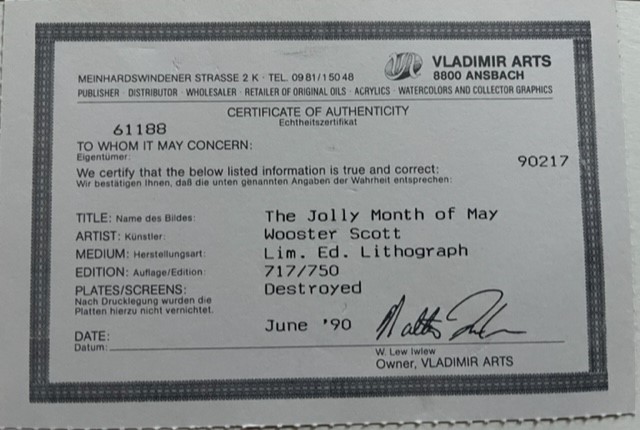 VLADIMIR ARTS
8800 ANSBACH
MEINHARDSWINDENER STRASSE 2 K · TEL. 09 81/1 50 48
PUBLISHER · DISTRIBUTOR · WHOLESALER · RETAILER OF ORIGINAL OILS · ACRYLICS · WATERCOLORS AND COLLECTOR GRAPHICS
CERTIFICATE OF AUTHENTICITY
Echtheitszertifikat
61188
TO WHOM IT MAY CONCERN:
Eigentümer:
90217
We certify that the below listed information is true and correct:
Wir bestätigen Ihnen, daß die unten genannten Angaben der Wahrheit entsprechen:
TITLE: Name des Bildes: The Jolly Month of May
ARTIST: Künstler: Wooster Scott
MEDIUM: Herstellungsart: Lim. Ed. Lithograph
EDITION: Auflage/Edition: 717/750
PLATES/SCREENS: Destroyed
Nach Drucklegung wurden die
Platten hierzu nicht vernichtet.
DATE: June '90
Datum:
W. Lew Iwlew
Owner, VLADIMIR ARTS